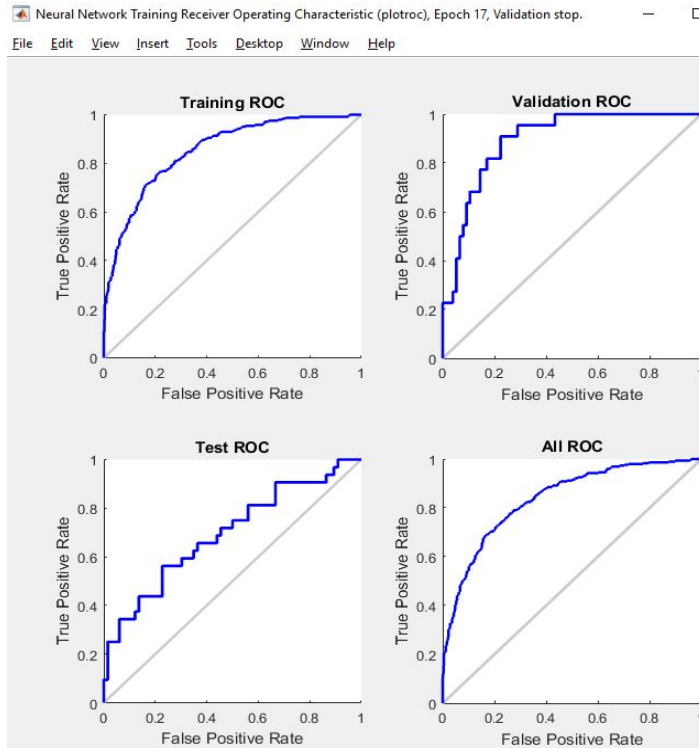 Neural Network Training Receiver Operating Characteristic (plotroc), Epoch 17, Validation stop.
File Edit View Insert Tools Desktop Window Help
Training ROC
1
0.8
0.6
0.4
0.2
0
True Positive Rate
0 0.2 0.4 0.6 0.8 1
False Positive Rate
Validation ROC
1
0.8
0.6
0.4
0.2
0
True Positive Rate
0 0.2 0.4 0.6 0.8 1
False Positive Rate
Test ROC
1
0.8
0.6
0.4
0.2
0
True Positive Rate
0 0.2 0.4 0.6 0.8 1
False Positive Rate
All ROC
1
0.8
0.6
0.4
0.2
0
True Positive Rate
0 0.2 0.4 0.6 0.8 1
False Positive Rate